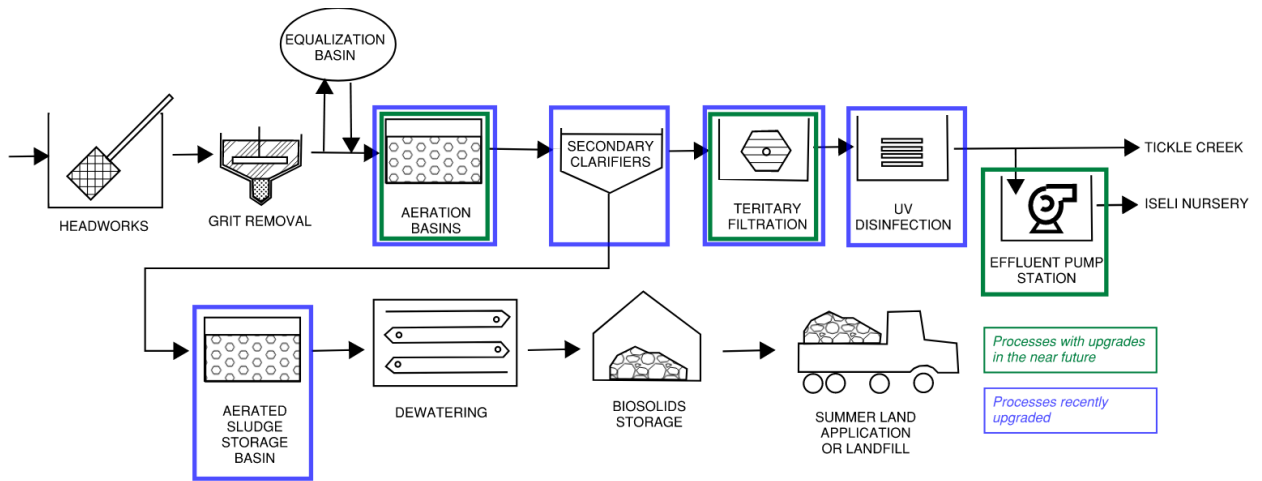 EQUALIZATION
BASIN
HEADWORKS
GRIT REMOVAL
AERATION
BASINS
SECONDARY
CLARIFIERS
TERITARY
FILTRATION
UV
DISINFECTION
TICKLE CREEK
ISELI NURSERY
EFFLUENT PUMP
STATION
AERATED
SLUDGE
STORAGE
BASIN
DEWATERING
BIOSOLIDS
STORAGE
SUMMER LAND
APPLICATION
OR LANDFILL
Processes with upgrades
in the near future
Processes recently
upgraded